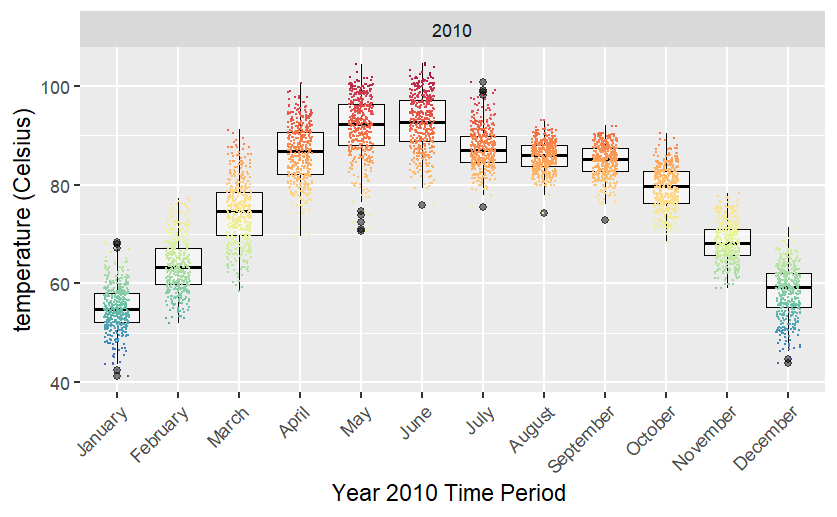 2010
temperature (Celsius)
100
80
60
40
January
February
March
April
May
June
July
August
September
October
November
December
Year 2010 Time Period